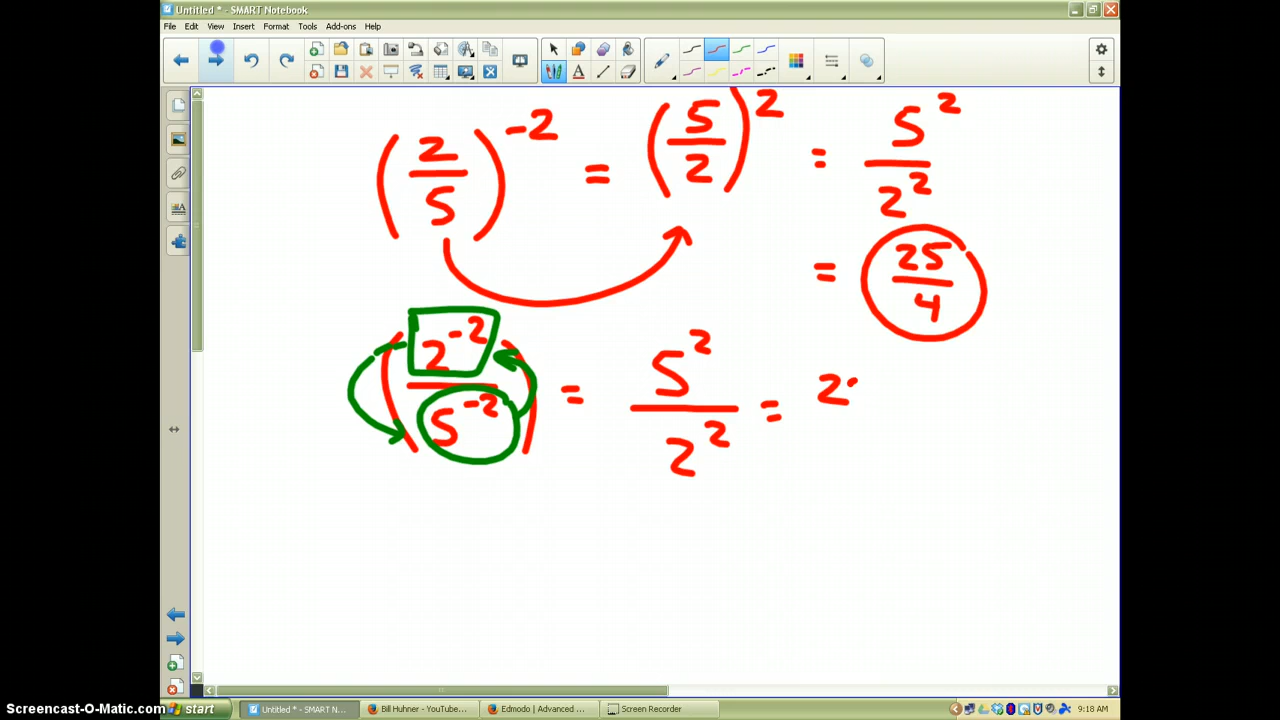 Untitled * - SMART Notebook
File Edit View Insert Format Tools Add-ons Help
(2/5)^-2 = (5/2)^2 = 5^2/2^2
= 25/4
(2^-2/5^-2) = 5^2/2^2 = 2
Screencast-O-Matic.com
start Untitled * - SMART N... Bill Huhner - YouTube... Edmodo | Advanced ... Screen Recorder 9:18 AM